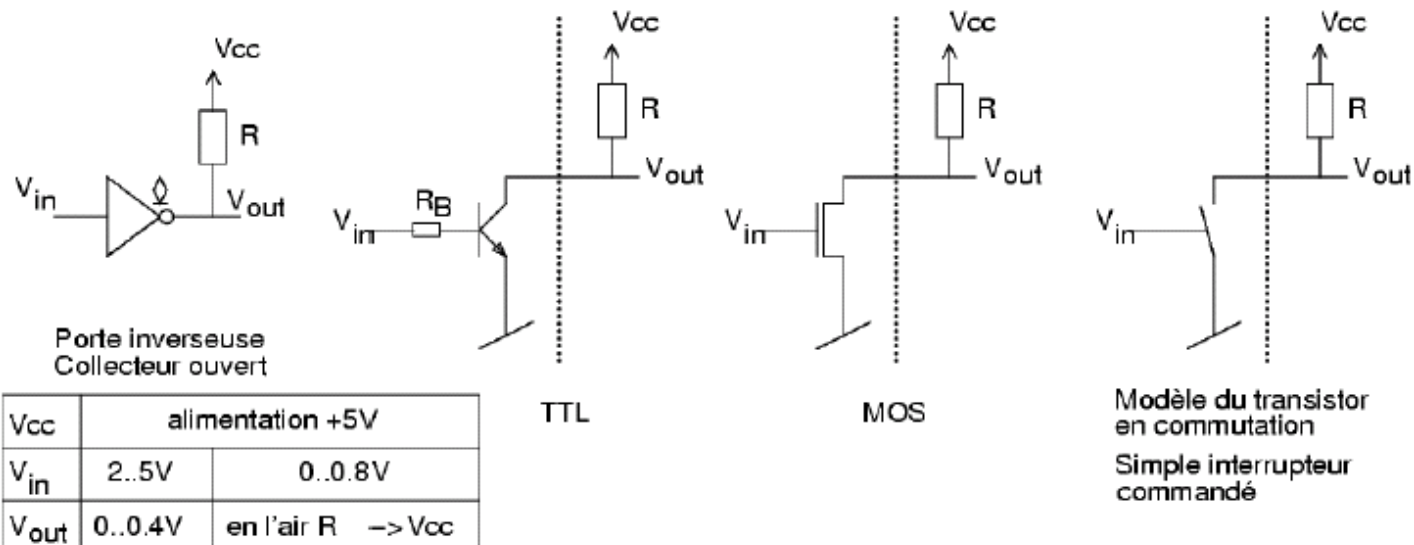 Vcc
R
Vin
Vout
Porte inverseuse
Collecteur ouvert
Vcc
R
Vout
RB
Vin
TTL
Vcc
R
Vout
Vin
MOS
Vcc
R
Vout
Vin
Modèle du transistor
en commutation
Simple interrupteur
commandé
Vcc alimentation +5V
Vin 2..5V 0..0.8V
Vout 0..0.4V en l'air R -> Vcc